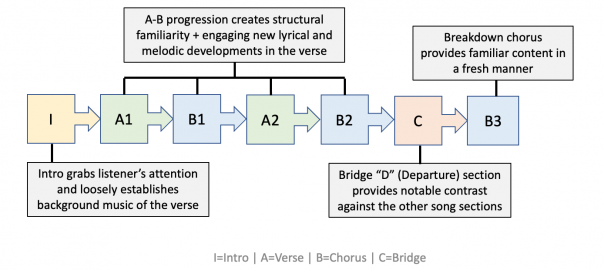 A-B progression creates structural
familiarity + engaging new lyrical and
melodic developments in the verse
Breakdown chorus
provides familiar content in
a fresh manner
I
A1
B1
A2
B2
C
B3
Intro grabs listener's attention
and loosely establishes
background music of the verse
Bridge “D” (Departure) section
provides notable contrast
against the other song sections
I=Intro | A=Verse | B=Chorus | C=Bridge